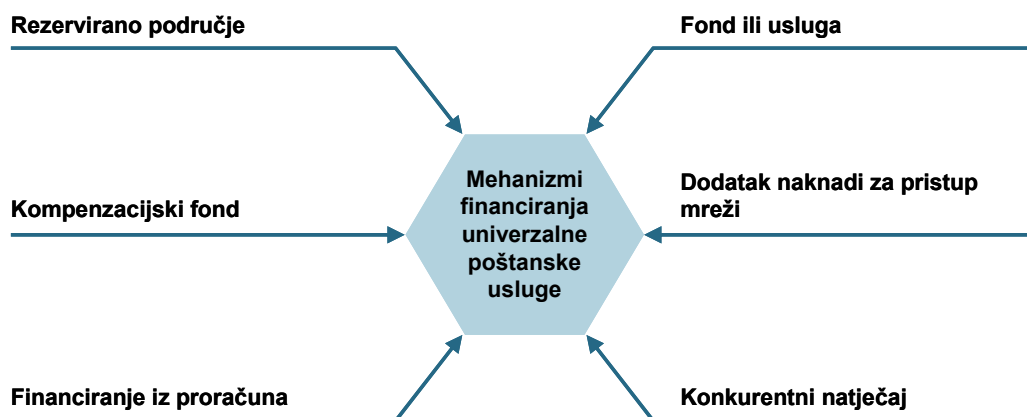 Rezervirano područje
Fond ili usluga
Kompenzacijski fond
Mehanizmi
financiranja
univerzalne
poštanske
usluge
Dodatak naknadi za pristup
mreži
Financiranje iz proračuna
Konkurentni natječaj